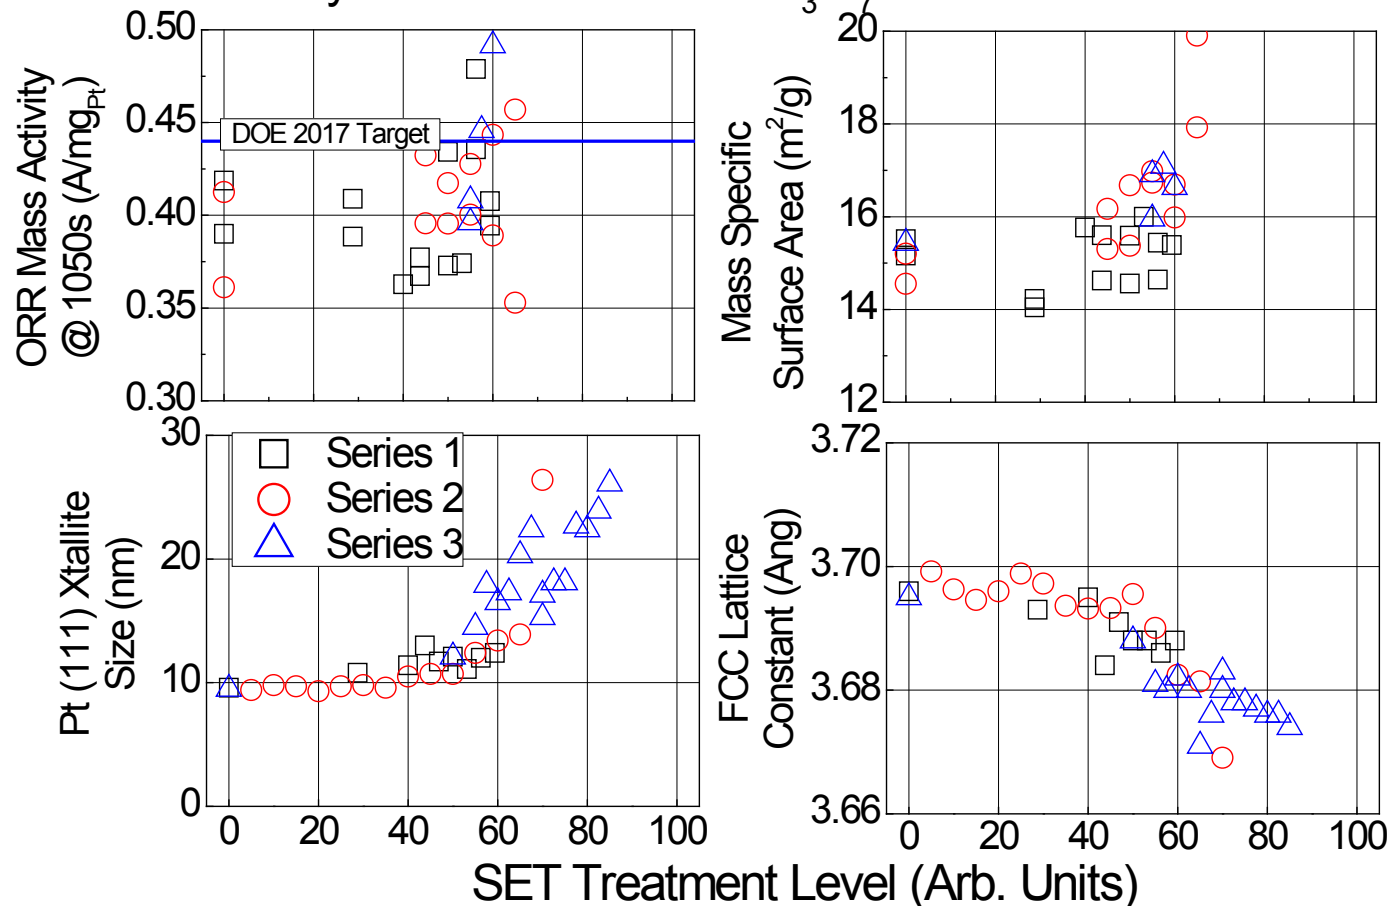 3 7
0.50
0.45
0.40
0.35
0.30
ORR Mass Activity
@ 1050s (A/mgPt)
DOE 2017 Target
20
18
16
14
12
Mass Specific
Surface Area (m²/g)
30
20
10
0
Pt (111) Xtallite
Size (nm)
Series 1
Series 2
Series 3
0 20 40 60 80 100
3.72
3.70
3.68
3.66
FCC Lattice
Constant (Ang)
0 20 40 60 80 100
SET Treatment Level (Arb. Units)